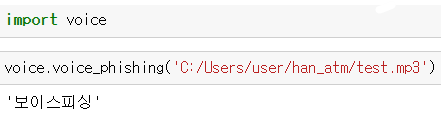 import voice
voice.voice_phishing('C:/Users/user/han_atm/test.mp3')
'보이스피싱'